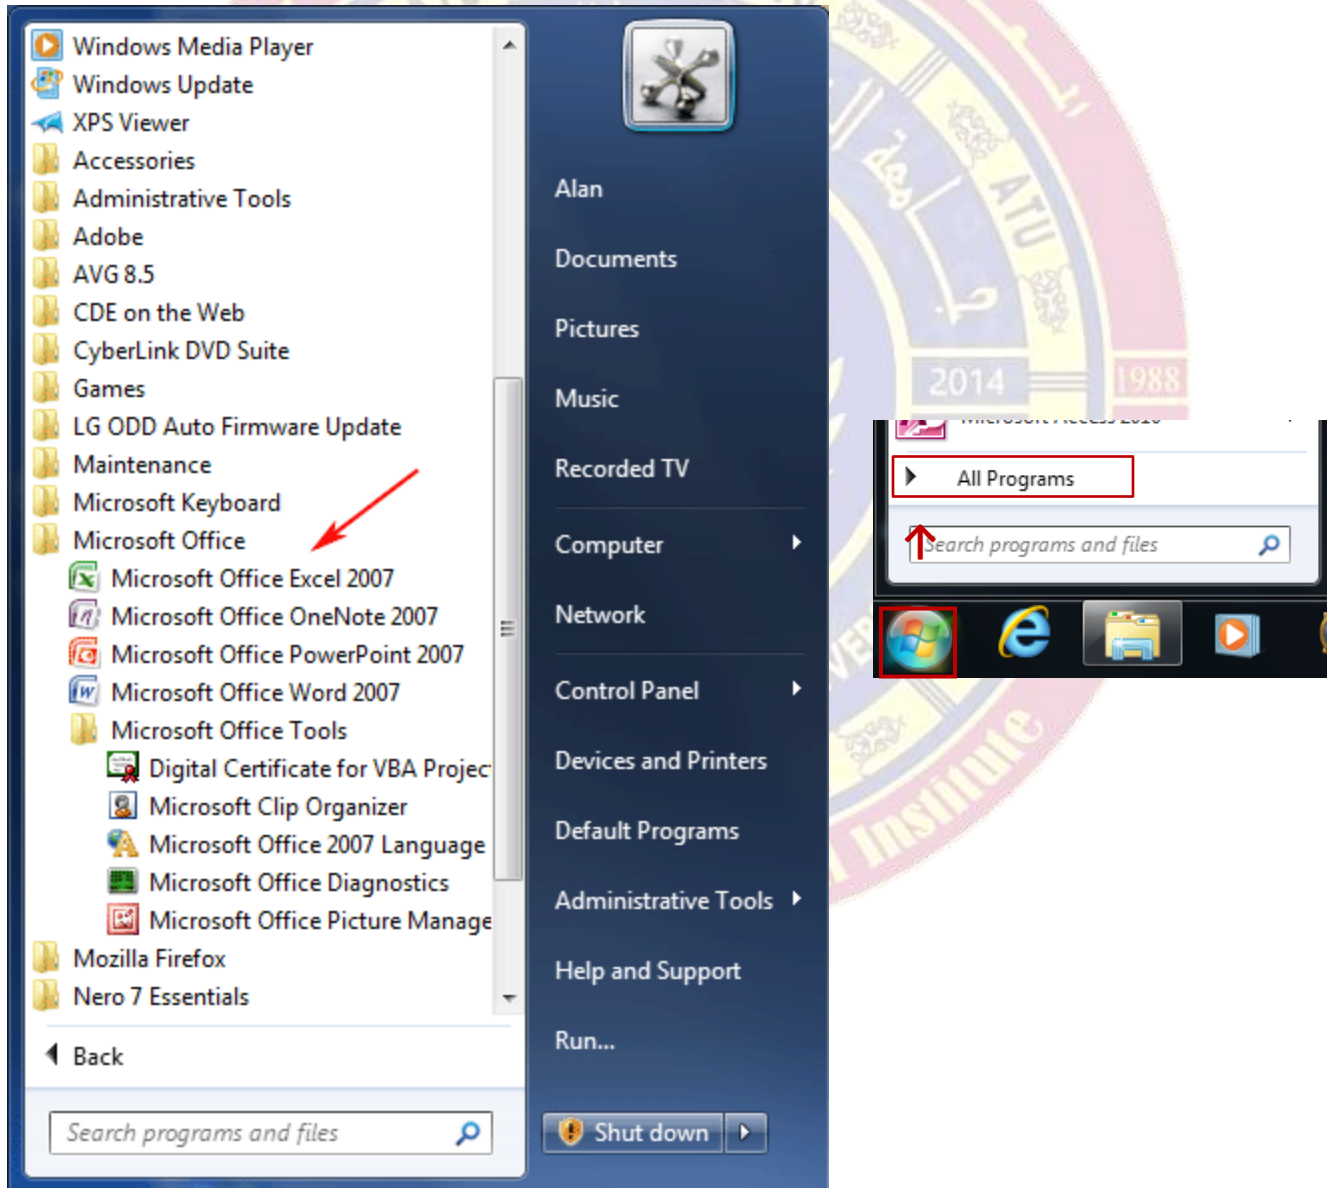 Windows Media Player
Windows Update
XPS Viewer
Accessories
Administrative Tools
Adobe
AVG 8.5
CDE on the Web
CyberLink DVD Suite
Games
LG ODD Auto Firmware Update
Maintenance
Microsoft Keyboard
Microsoft Office
Microsoft Office Excel 2007
Microsoft Office OneNote 2007
Microsoft Office PowerPoint 2007
Microsoft Office Word 2007
Microsoft Office Tools
Digital Certificate for VBA Projec
Microsoft Clip Organizer
Microsoft Office 2007 Language
Microsoft Office Diagnostics
Microsoft Office Picture Manage
Mozilla Firefox
Nero 7 Essentials
Back
Search programs and files
Alan
Documents
Pictures
Music
Recorded TV
Computer
Network
Control Panel
Devices and Printers
Default Programs
Administrative Tools
Help and Support
Run...
Shut down
ATU
2014
1988
Institute
Microsoft Access 2010
All Programs
Search programs and files